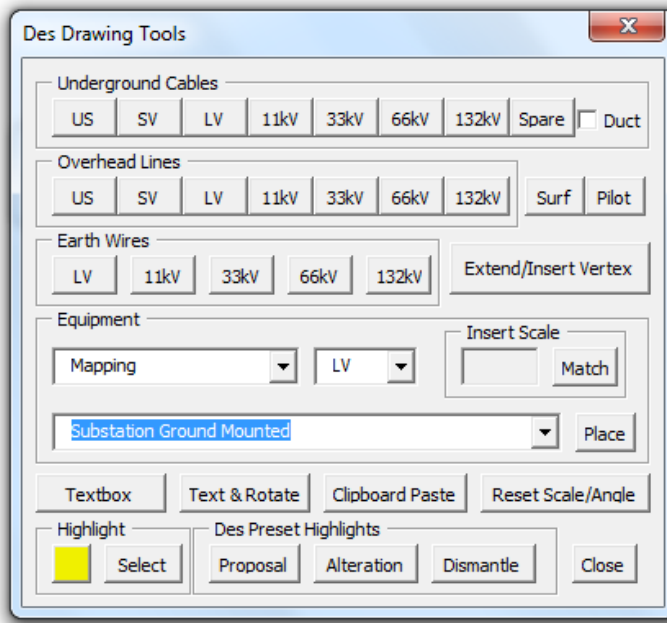 Des Drawing Tools
Underground Cables
US SV LV 11kV 33kV 66kV 132kV Spare Duct
Overhead Lines
US SV LV 11kV 33kV 66kV 132kV Surf Pilot
Earth Wires
LV 11kV 33kV 66kV 132kV Extend/Insert Vertex
Equipment
Insert Scale
Mapping LV Match
Substation Ground Mounted Place
Textbox Text & Rotate Clipboard Paste Reset Scale/Angle
Highlight Des Preset Highlights
Select Proposal Alteration Dismantle Close